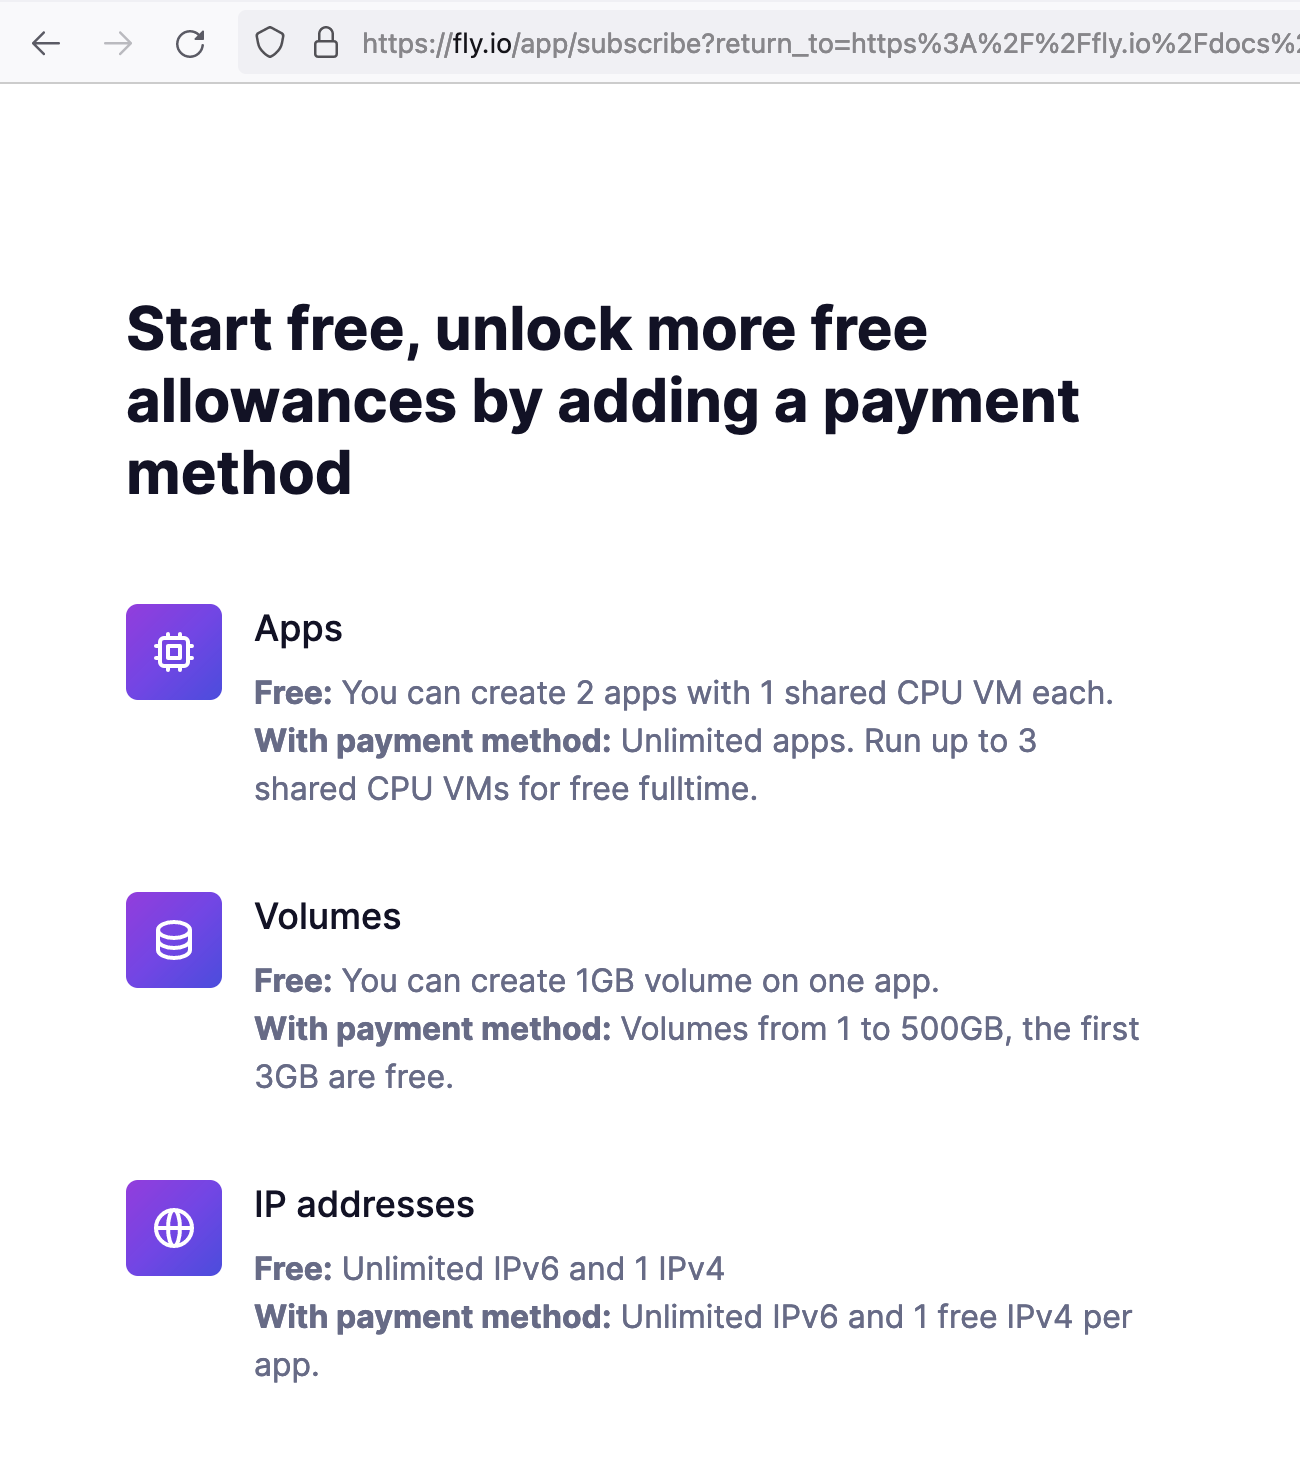 https://fly.io/app/subscribe?return_to=https%3A%2F%2Ffly.io%2Fdocs%
Start free, unlock more free
allowances by adding a payment
method
Apps
Free: You can create 2 apps with 1 shared CPU VM each.
With payment method: Unlimited apps. Run up to 3
shared CPU VMs for free fulltime.
Volumes
Free: You can create 1GB volume on one app.
With payment method: Volumes from 1 to 500GB, the first
3GB are free.
IP addresses
Free: Unlimited IPv6 and 1 IPv4
With payment method: Unlimited IPv6 and 1 free IPv4 per
app.